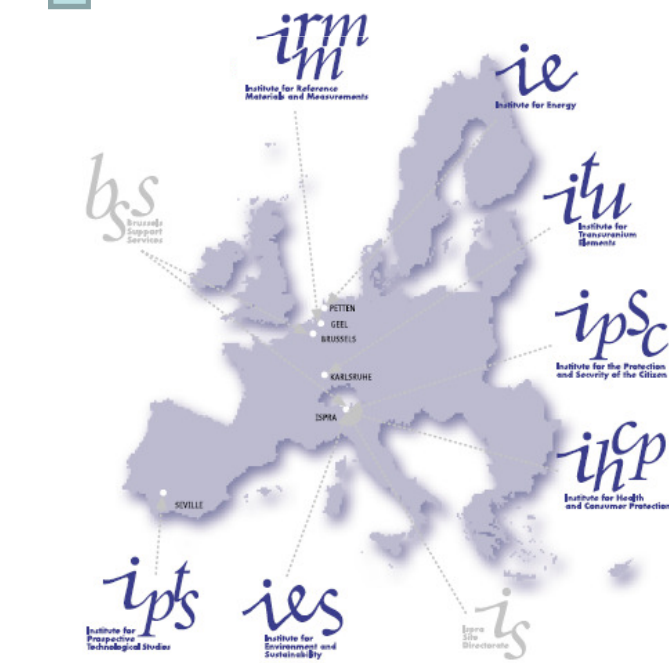 irmm
Institute for Reference
Materials and Measurements
ie
Institute for Energy
bss
Brussels
Support
Services
itu
Institute for
Transuranium
Elements
PETTEN
GEEL
BRUSSELS
ipsc
Institute for the Protection
and Security of the Citizen
KARLSRUHE
ISPRA
ihcp
Institute for Health
and Consumer Protection
SEVILLE
ipts
Institute for
Prospective
Technological Studies
ies
Institute for
Environment and
Sustainability
is
Ispra
Site
Directorate